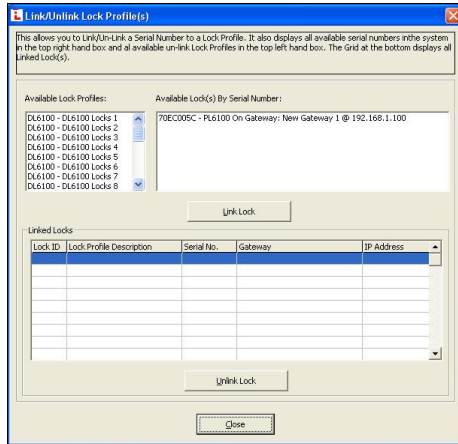 Link/Unlink Lock Profile(s)
This allows you to Link/Un-Link a Serial Number to a Lock Profile. It also displays all available serial numbers inthe system
in the top right hand box and al available un-link Lock Profiles in the top left hand box. The Grid at the bottom displays all
Linked Lock(s).
Available Lock Profiles:
Available Lock(s) By Serial Number:
DL6100 - DL6100 Locks 1
DL6100 - DL6100 Locks 2
DL6100 - DL6100 Locks 3
DL6100 - DL6100 Locks 4
DL6100 - DL6100 Locks 5
DL6100 - DL6100 Locks 6
DL6100 - DL6100 Locks 7
DL6100 - DL6100 Locks 8
70EC005C - PL6100 On Gateway: New Gateway 1 @ 192.168.1.100
Link Lock
Linked Locks
Lock ID Lock Profile Description Serial No. Gateway IP Address
Unlink Lock
Close